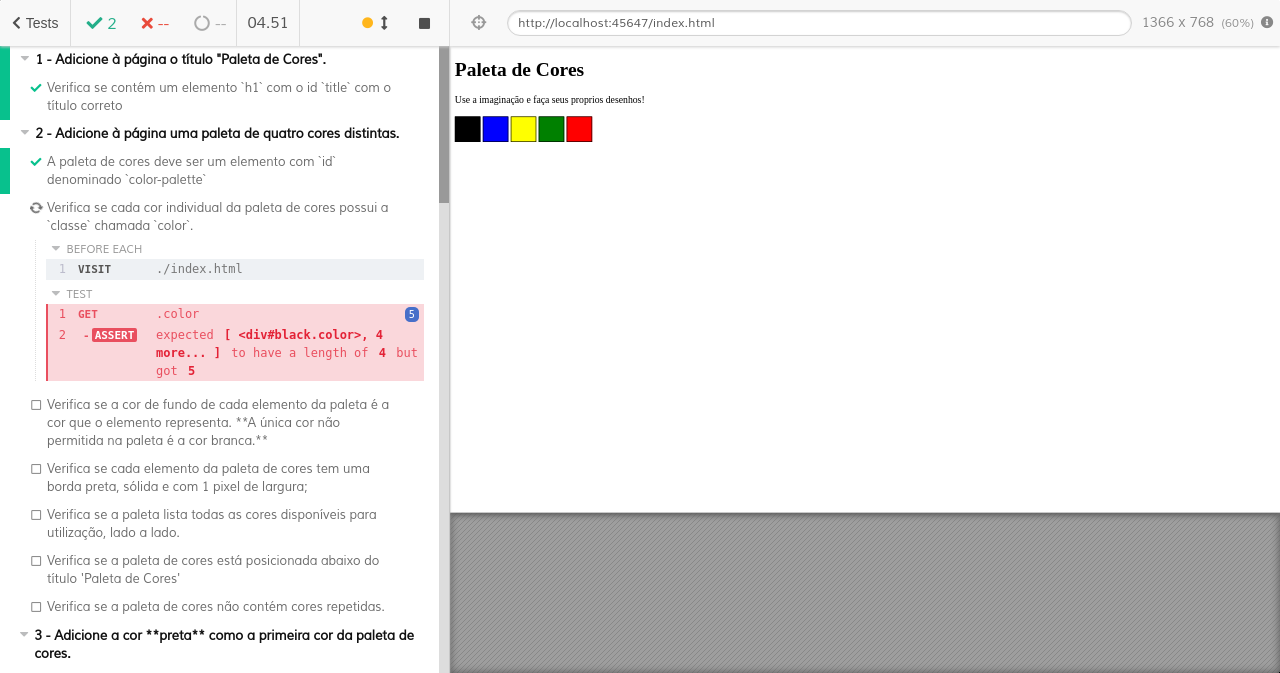 Tests
2
--
--
04.51
http://localhost:45647/index.html
1366 x 768 (60%)
1 - Adicione à página o título "Paleta de Cores".
Verifica se contém um elemento `h1` com o id `title` com o
título correto
2 - Adicione à página uma paleta de quatro cores distintas.
A paleta de cores deve ser um elemento com `id`
denominado `color-palette`
Verifica se cada cor individual da paleta de cores possui a
`classe` chamada `color`.
BEFORE EACH
1 VISIT ./index.html
TEST
1 GET .color 5
2 -ASSERT expected [ <div#black.color>, 4
more... ] to have a length of 4 but
got 5
Verifica se a cor de fundo de cada elemento da paleta é a
cor que o elemento representa. **A única cor não
permitida na paleta é a cor branca.**
Verifica se cada elemento da paleta de cores tem uma
borda preta, sólida e com 1 pixel de largura;
Verifica se a paleta lista todas as cores disponíveis para
utilização, lado a lado.
Verifica se a paleta de cores está posicionada abaixo do
título 'Paleta de Cores'
Verifica se a paleta de cores não contém cores repetidas.
3 - Adicione a cor **preta** como a primeira cor da paleta de
cores.
Paleta de Cores
Use a imaginação e faça seus proprios desenhos!